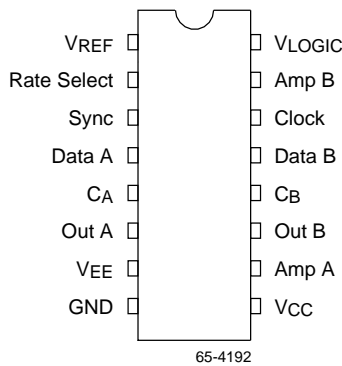 VREF VLOGIC
Rate Select Amp B
Sync Clock
Data A Data B
CA CB
Out A Out B
VEE Amp A
GND VCC
65-4192